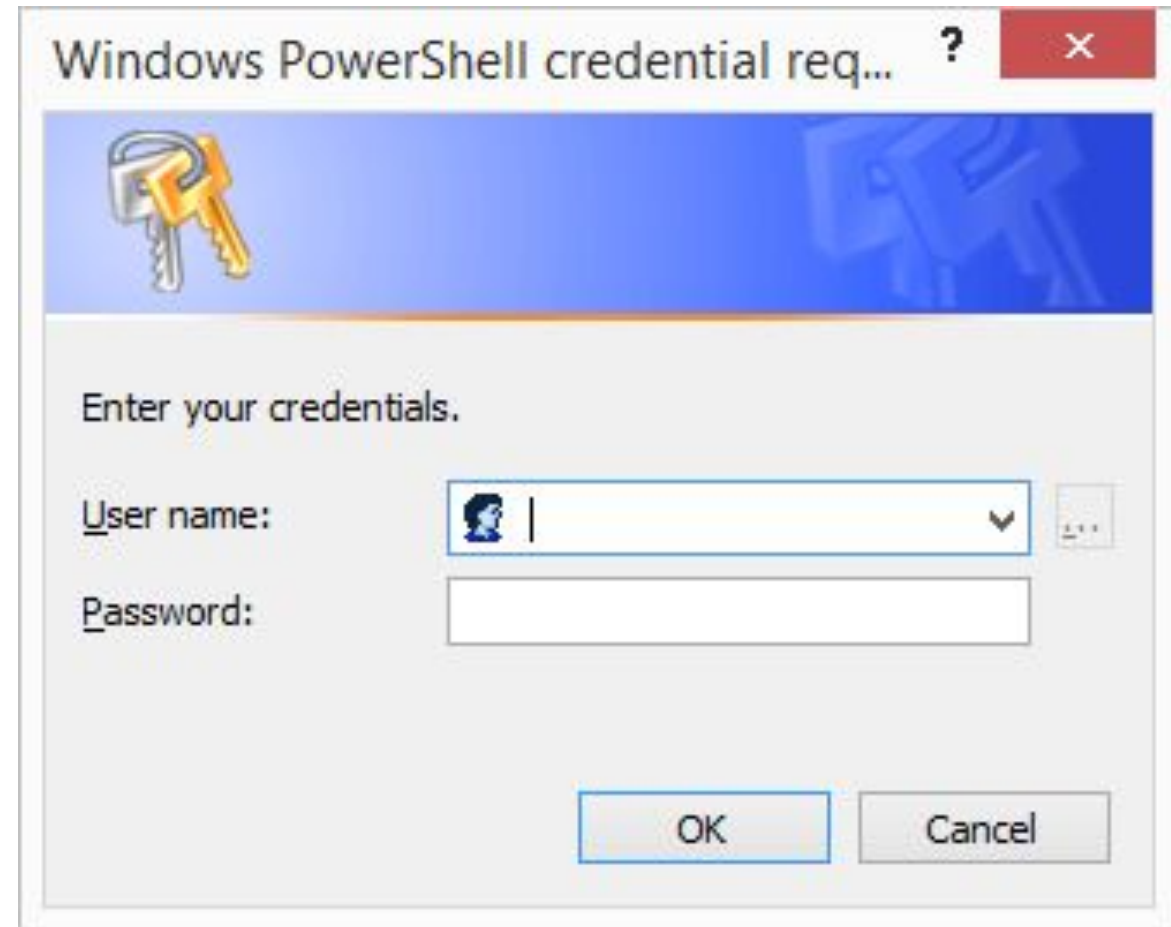 Windows PowerShell credential req... ?
Enter your credentials.
User name:
...
Password:
OK Cancel